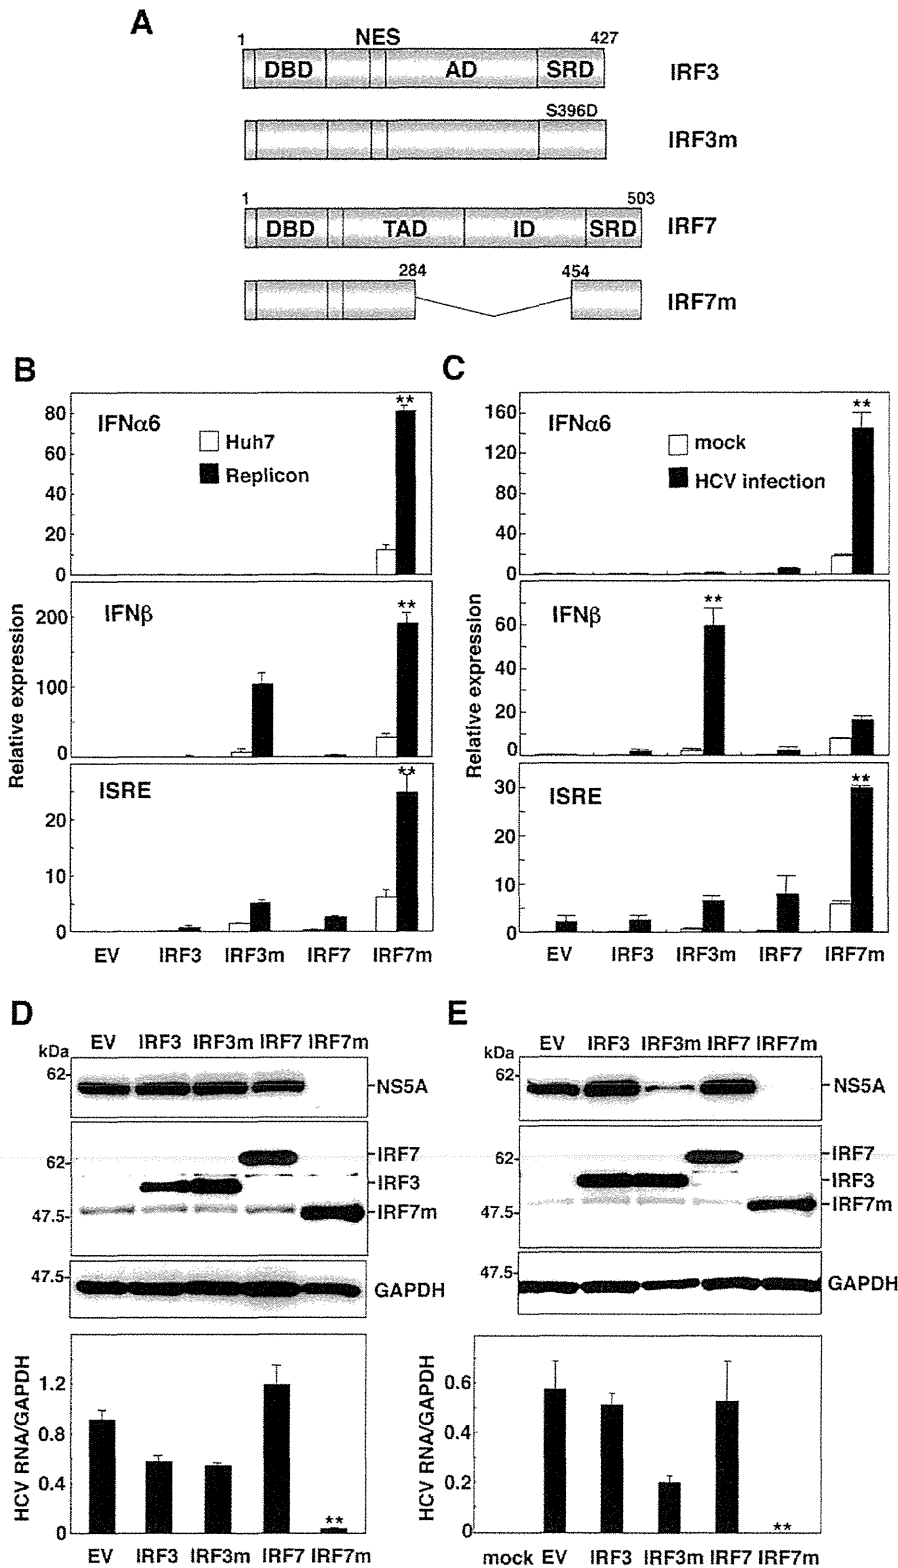 A
1 NES 427
DBD AD SRD IRF3
S396D
IRF3m
1 503
DBD TAD ID SRD IRF7
284 454
IRF7m
B
IFNα6
Huh7
Replicon
**
80
60
40
20
0
IFNβ
**
200
100
0
ISRE
**
20
10
0
Relative expression
EV IRF3 IRF3m IRF7 IRF7m
C
IFNα6
mock
HCV infection
**
160
120
80
40
0
IFNβ
**
60
40
20
0
ISRE
**
30
20
10
0
Relative expression
EV IRF3 IRF3m IRF7 IRF7m
D
EV IRF3 IRF3m IRF7 IRF7m
kDa
62
NS5A
62
IRF7
IRF3
47.5
IRF7m
47.5
GAPDH
HCV RNA/GAPDH
1.2
0.8
0.4
0
**
EV IRF3 IRF3m IRF7 IRF7m
E
EV IRF3 IRF3m IRF7 IRF7m
kDa
62
NS5A
62
IRF7
IRF3
47.5
IRF7m
47.5
GAPDH
HCV RNA/GAPDH
0.6
0.4
0.2
0
**
mock EV IRF3 IRF3m IRF7 IRF7m